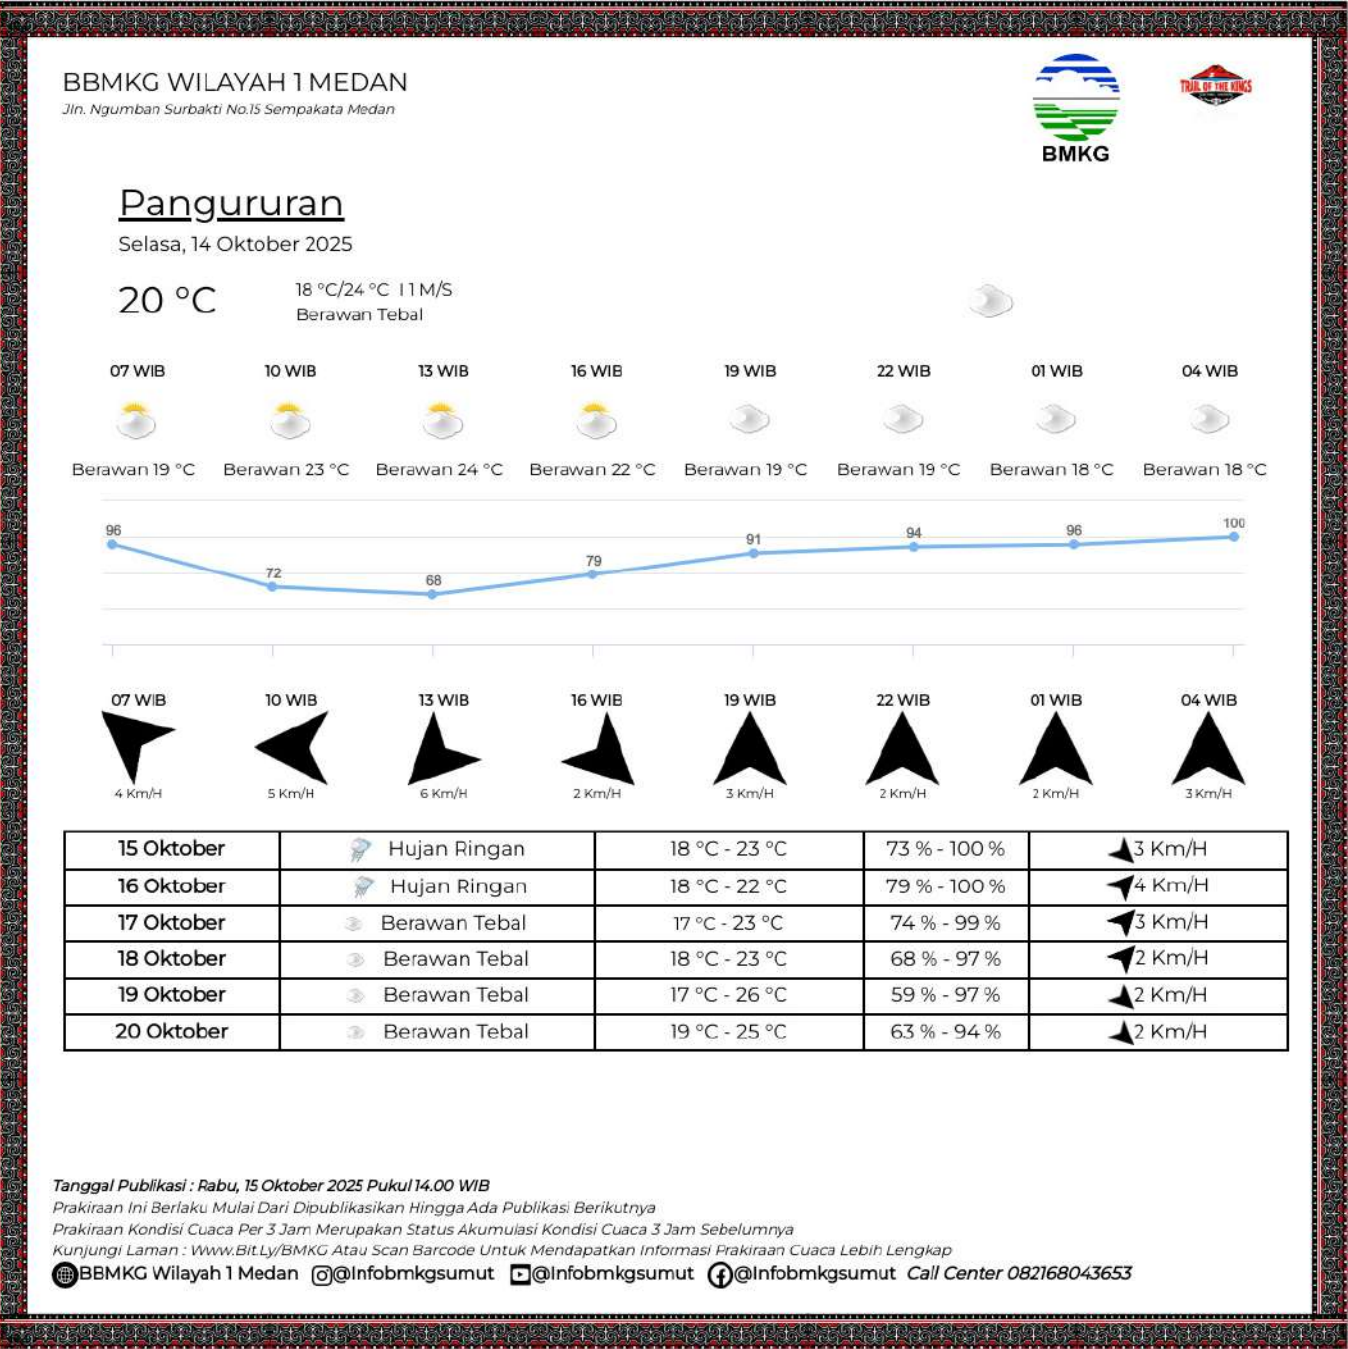 BBMKG WILAYAH 1 MEDAN
Jln. Ngumban Surbakti No.15 Sempakata Medan
BMKG
TRAIL OF THE KINGS
Pangururan
Selasa, 14 Oktober 2025
20 °C
18 °C/24 °C I 1 M/S
Berawan Tebal
07 WIB 10 WIB 13 WIB 16 WIB 19 WIB 22 WIB 01 WIB 04 WIB
Berawan 19 °C Berawan 23 °C Berawan 24 °C Berawan 22 °C Berawan 19 °C Berawan 19 °C Berawan 18 °C Berawan 18 °C
96 72 68 79 91 94 96 100
07 WIB 10 WIB 13 WIB 16 WIB 19 WIB 22 WIB 01 WIB 04 WIB
4 Km/H 5 Km/H 6 Km/H 2 Km/H 3 Km/H 2 Km/H 2 Km/H 3 Km/H
15 Oktober Hujan Ringan 18 °C - 23 °C 73 % - 100 % 3 Km/H
16 Oktober Hujan Ringan 18 °C - 22 °C 79 % - 100 % 4 Km/H
17 Oktober Berawan Tebal 17 °C - 23 °C 74 % - 99 % 3 Km/H
18 Oktober Berawan Tebal 18 °C - 23 °C 68 % - 97 % 2 Km/H
19 Oktober Berawan Tebal 17 °C - 26 °C 59 % - 97 % 2 Km/H
20 Oktober Berawan Tebal 19 °C - 25 °C 63 % - 94 % 2 Km/H
Tanggal Publikasi : Rabu, 15 Oktober 2025 Pukul 14.00 WIB
Prakiraan Ini Berlaku Mulai Dari Dipublikasikan Hingga Ada Publikasi Berikutnya
Prakiraan Kondisi Cuaca Per 3 Jam Merupakan Status Akumulasi Kondisi Cuaca 3 Jam Sebelumnya
Kunjungi Laman : Www.Bit.Ly/BMKG Atau Scan Barcode Untuk Mendapatkan Informasi Prakiraan Cuaca Lebih Lengkap
BBMKG Wilayah 1 Medan @Infobmkgsumut @Infobmkgsumut @Infobmkgsumut Call Center 082168043653